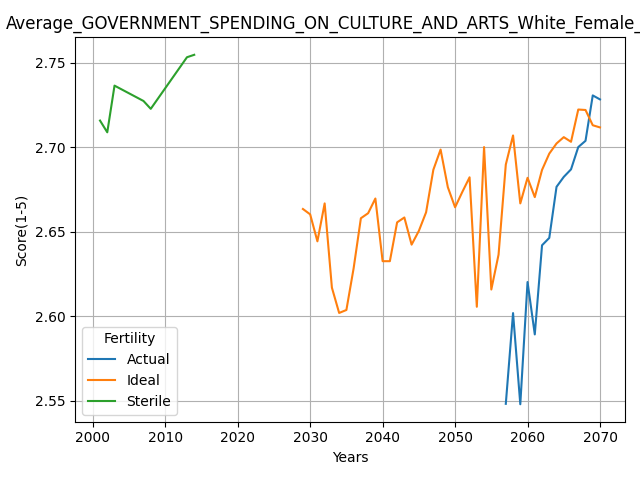 Average_GOVERNMENT_SPENDING_ON_CULTURE_AND_ARTS_White_Female_
2.75
2.70
2.65
2.60
2.55
Score(1-5)
Fertility
Actual
Ideal
Sterile
2000 2010 2020 2030 2040 2050 2060 2070
Years